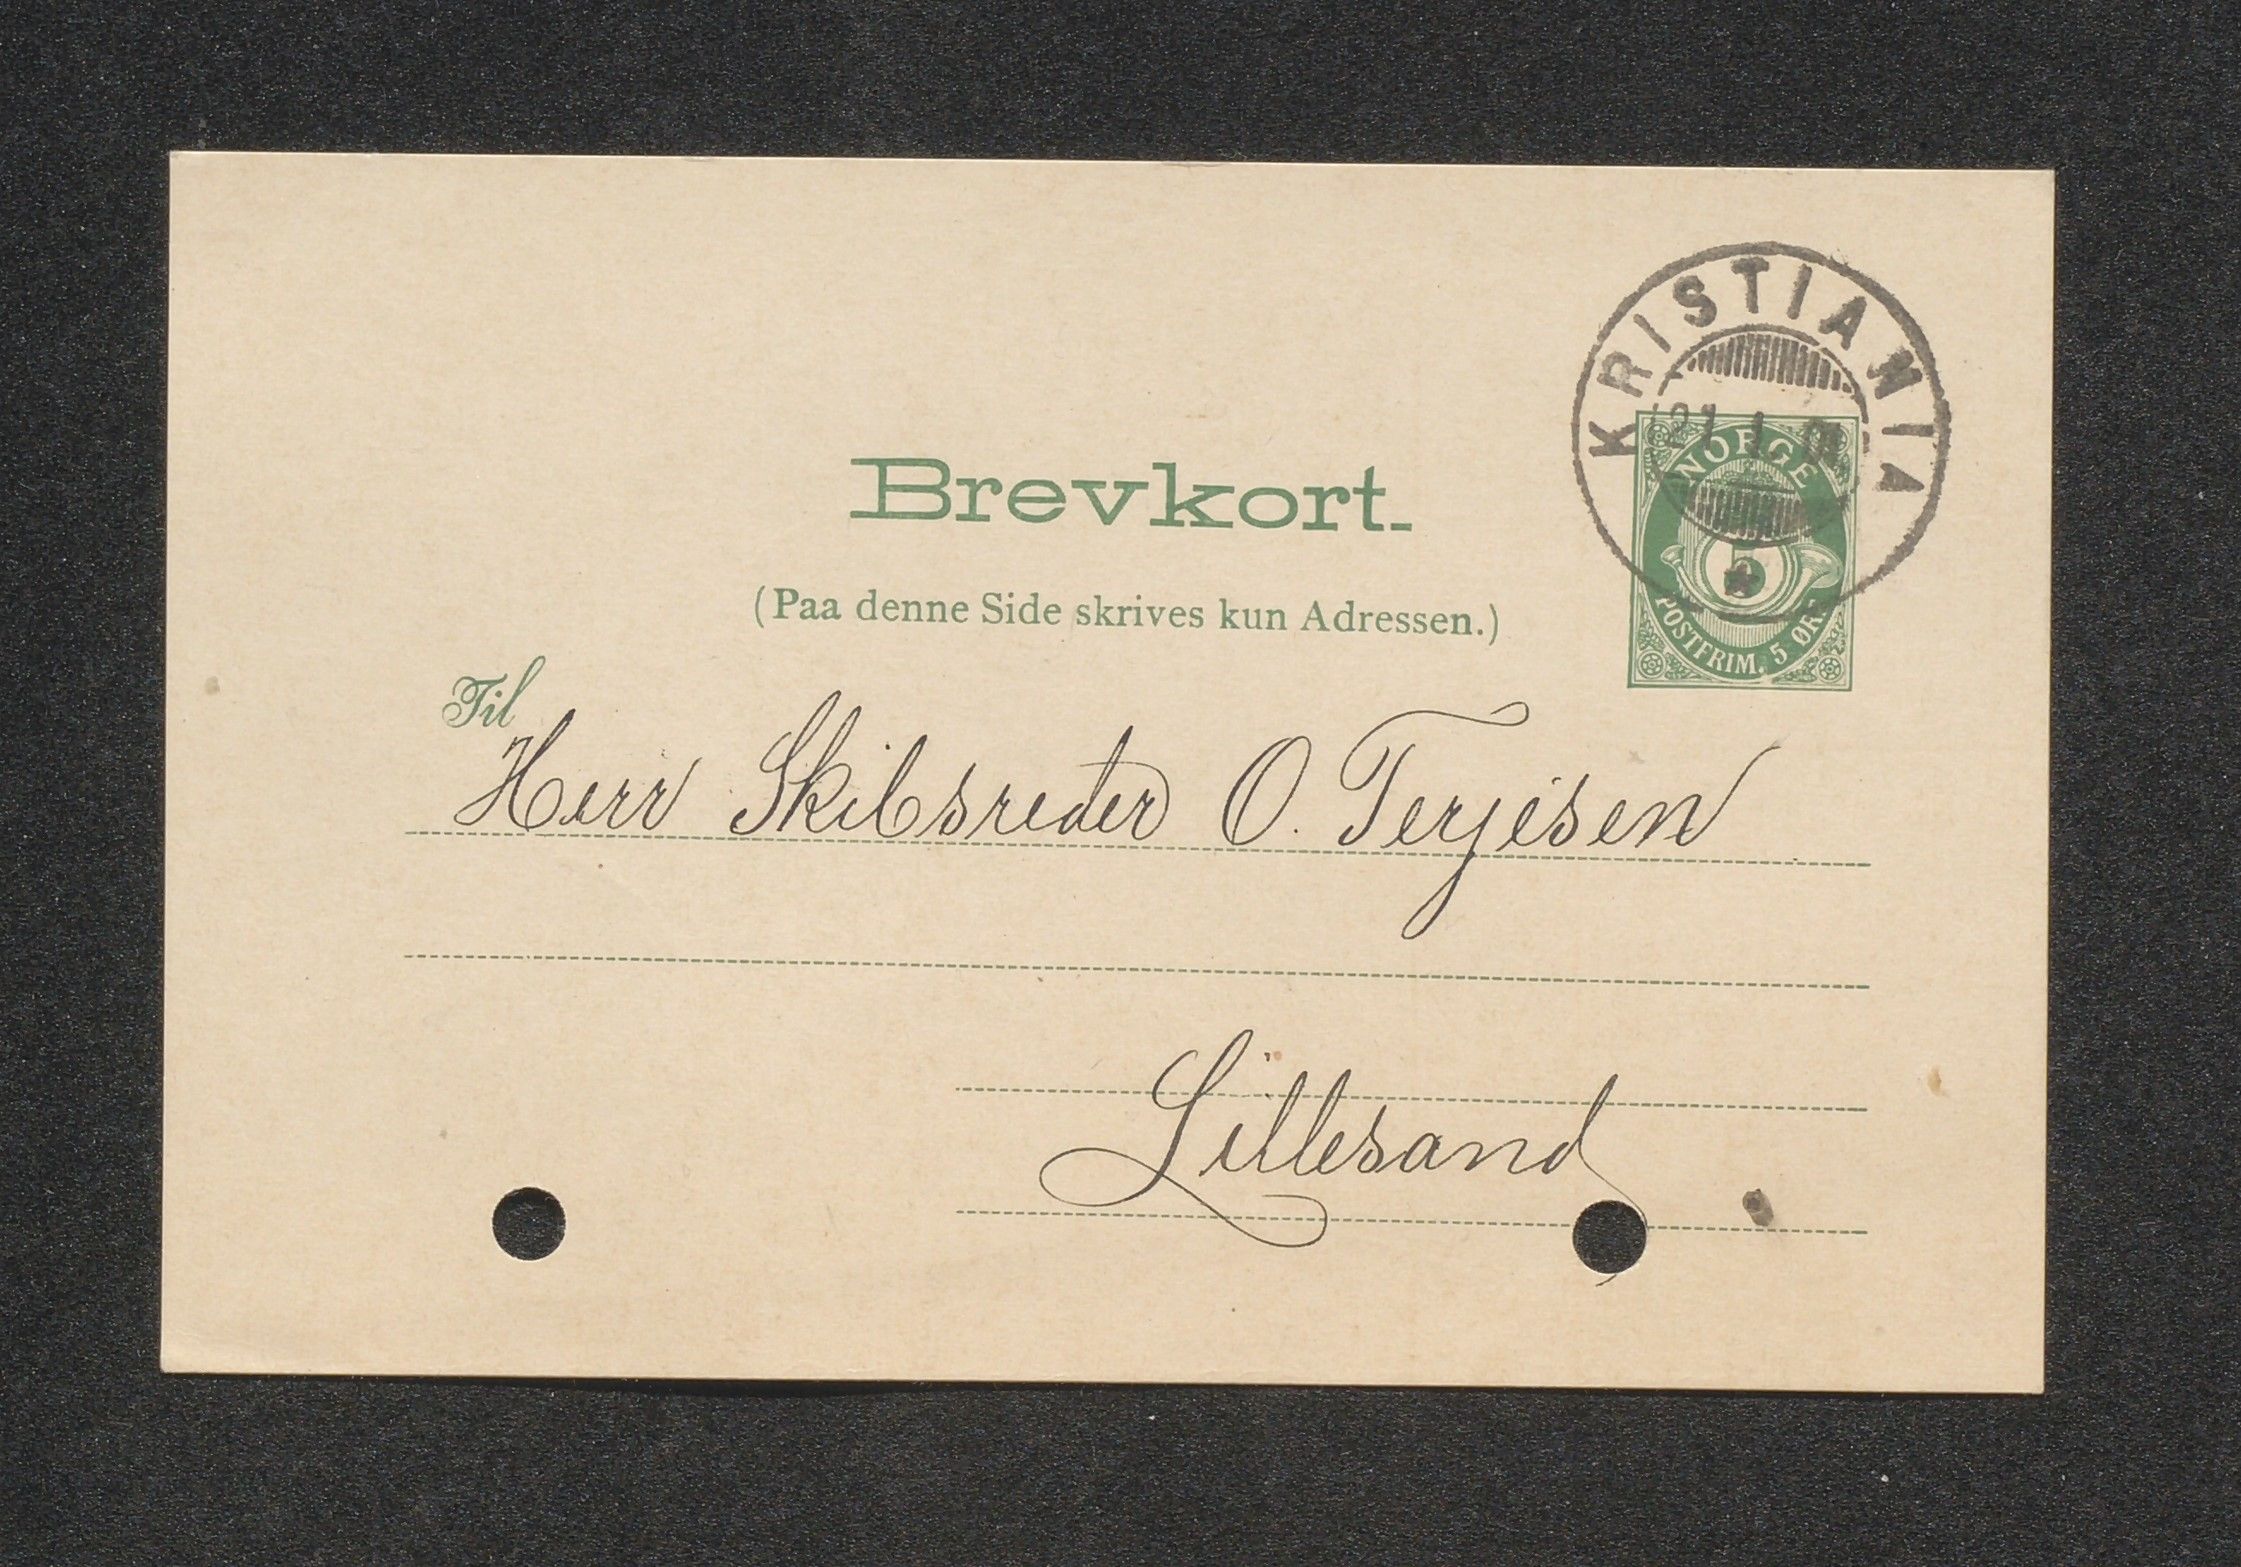 KRISTIANIA
NORGE
5
POSTFRIM. 5 ØRE
Brevkort.
(Paa denne Side skrives kun Adressen.)
Til
Herr Skibsreder O. Terjesen
Lillesand